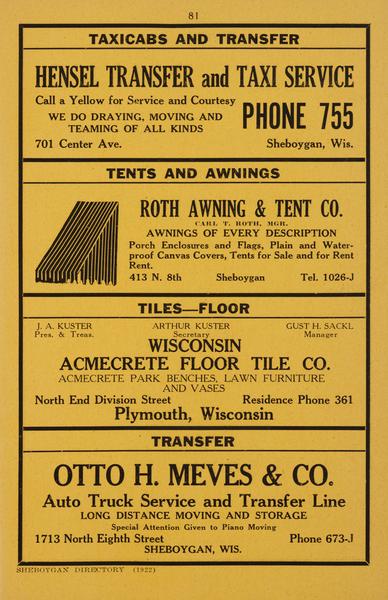 81
TAXICABS AND TRANSFER
HENSEL TRANSFER and TAXI SERVICE
Call a Yellow for Service and Courtesy
WE DO DRAYING, MOVING AND
TEAMING OF ALL KINDS
PHONE 755
701 Center Ave. Sheboygan, Wis.
TENTS AND AWNINGS
ROTH AWNING & TENT CO.
CARL T. ROTH, MGR.
AWNINGS OF EVERY DESCRIPTION
Porch Enclosures and Flags, Plain and Water-
proof Canvas Covers, Tents for Sale and for Rent
Rent.
413 N. 8th Sheboygan Tel. 1026-J
TILES—FLOOR
J. A. KUSTER ARTHUR KUSTER GUST H. SACKL
Pres. & Treas. Secretary Manager
WISCONSIN
ACMECRETE FLOOR TILE CO.
ACMECRETE PARK BENCHES, LAWN FURNITURE
AND VASES
North End Division Street Residence Phone 361
Plymouth, Wisconsin
TRANSFER
OTTO H. MEVES & CO.
Auto Truck Service and Transfer Line
LONG DISTANCE MOVING AND STORAGE
Special Attention Given to Piano Moving
1713 North Eighth Street Phone 673-J
SHEBOYGAN, WIS.
SHEBOYGAN DIRECTORY (1922)